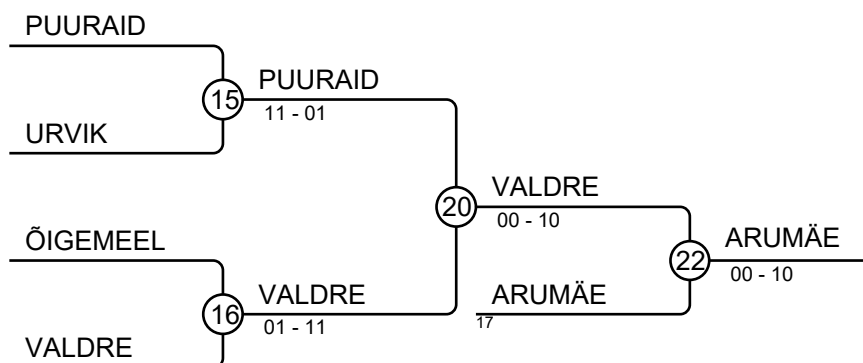 PUURAID
15
PUURAID
11 - 01
URVIK
20
VALDRE
00 - 10
ÕIGEMEEL
22
ARUMÄE
00 - 10
16
VALDRE
01 - 11
ARUMÄE
17
VALDRE